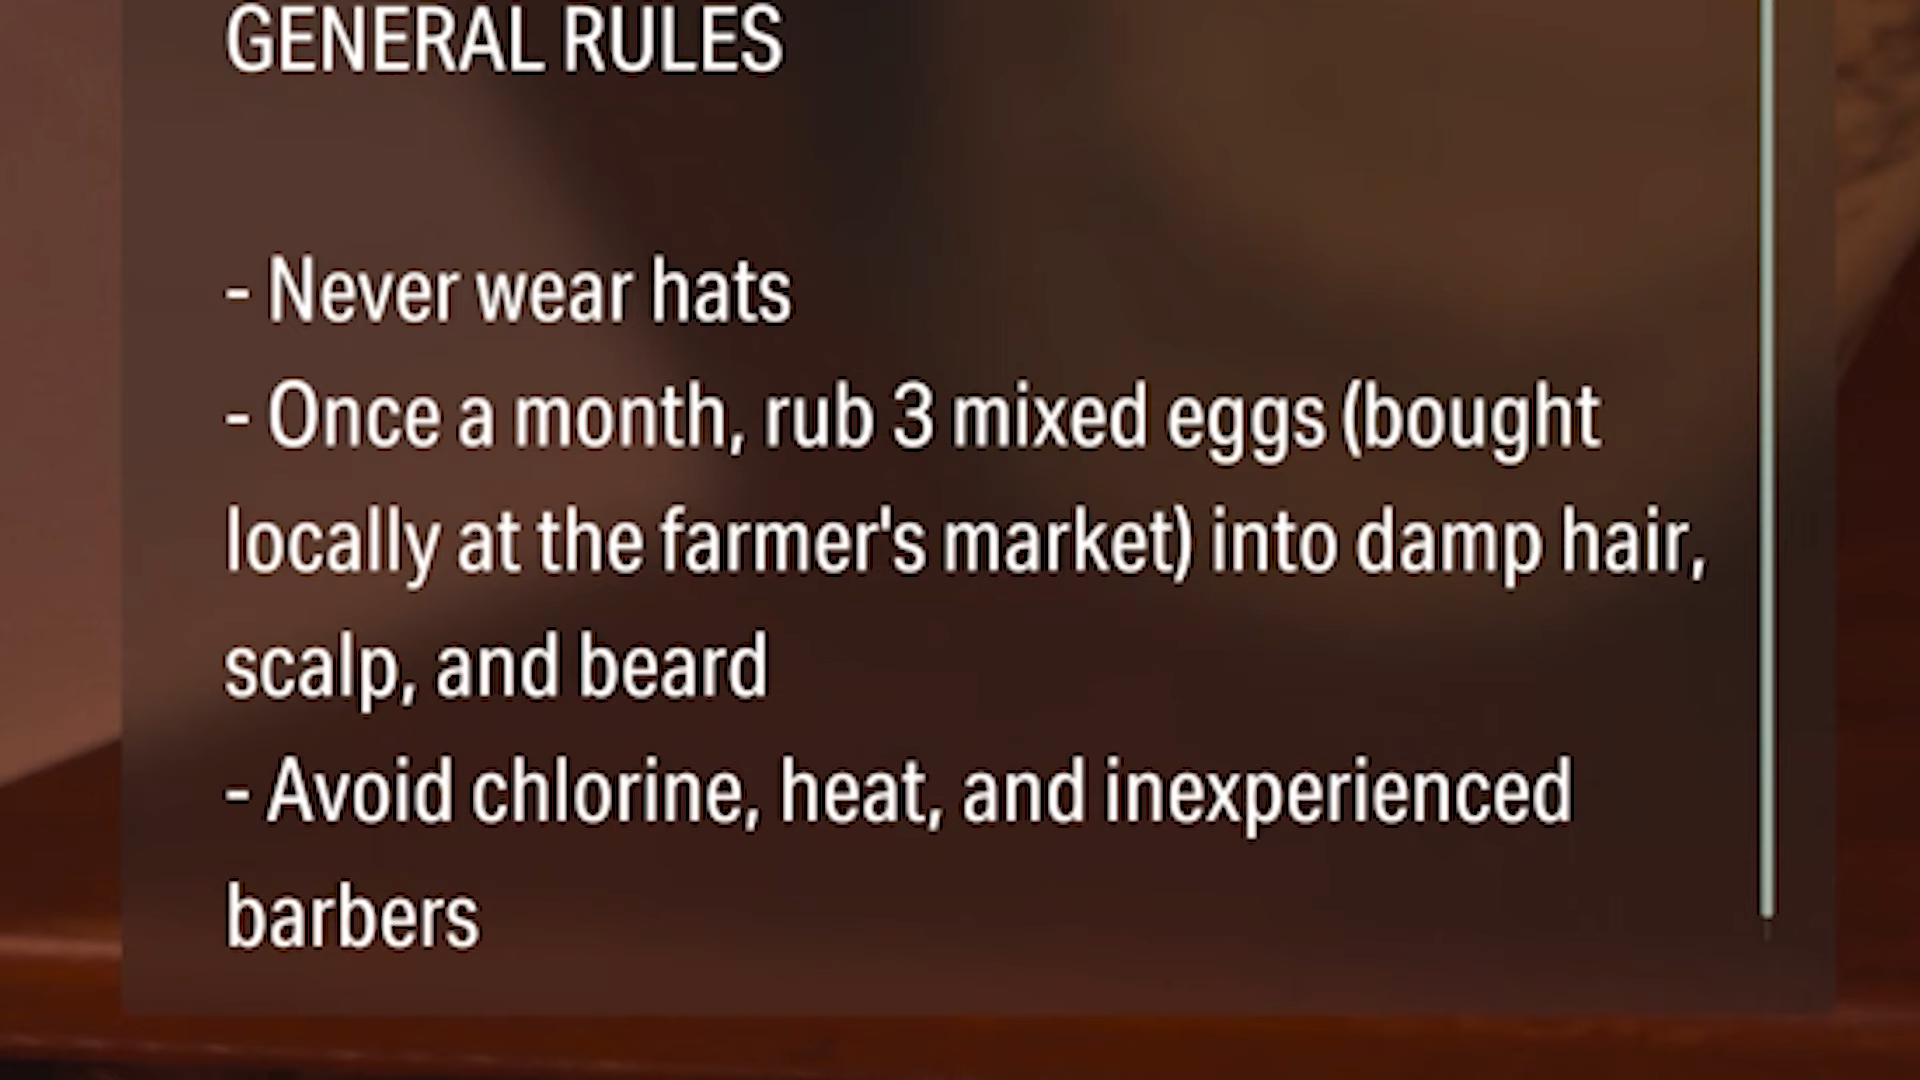 GENERAL RULES
- Never wear hats
- Once a month, rub 3 mixed eggs (bought
locally at the farmer's market) into damp hair,
scalp, and beard
- Avoid chlorine, heat, and inexperienced
barbers